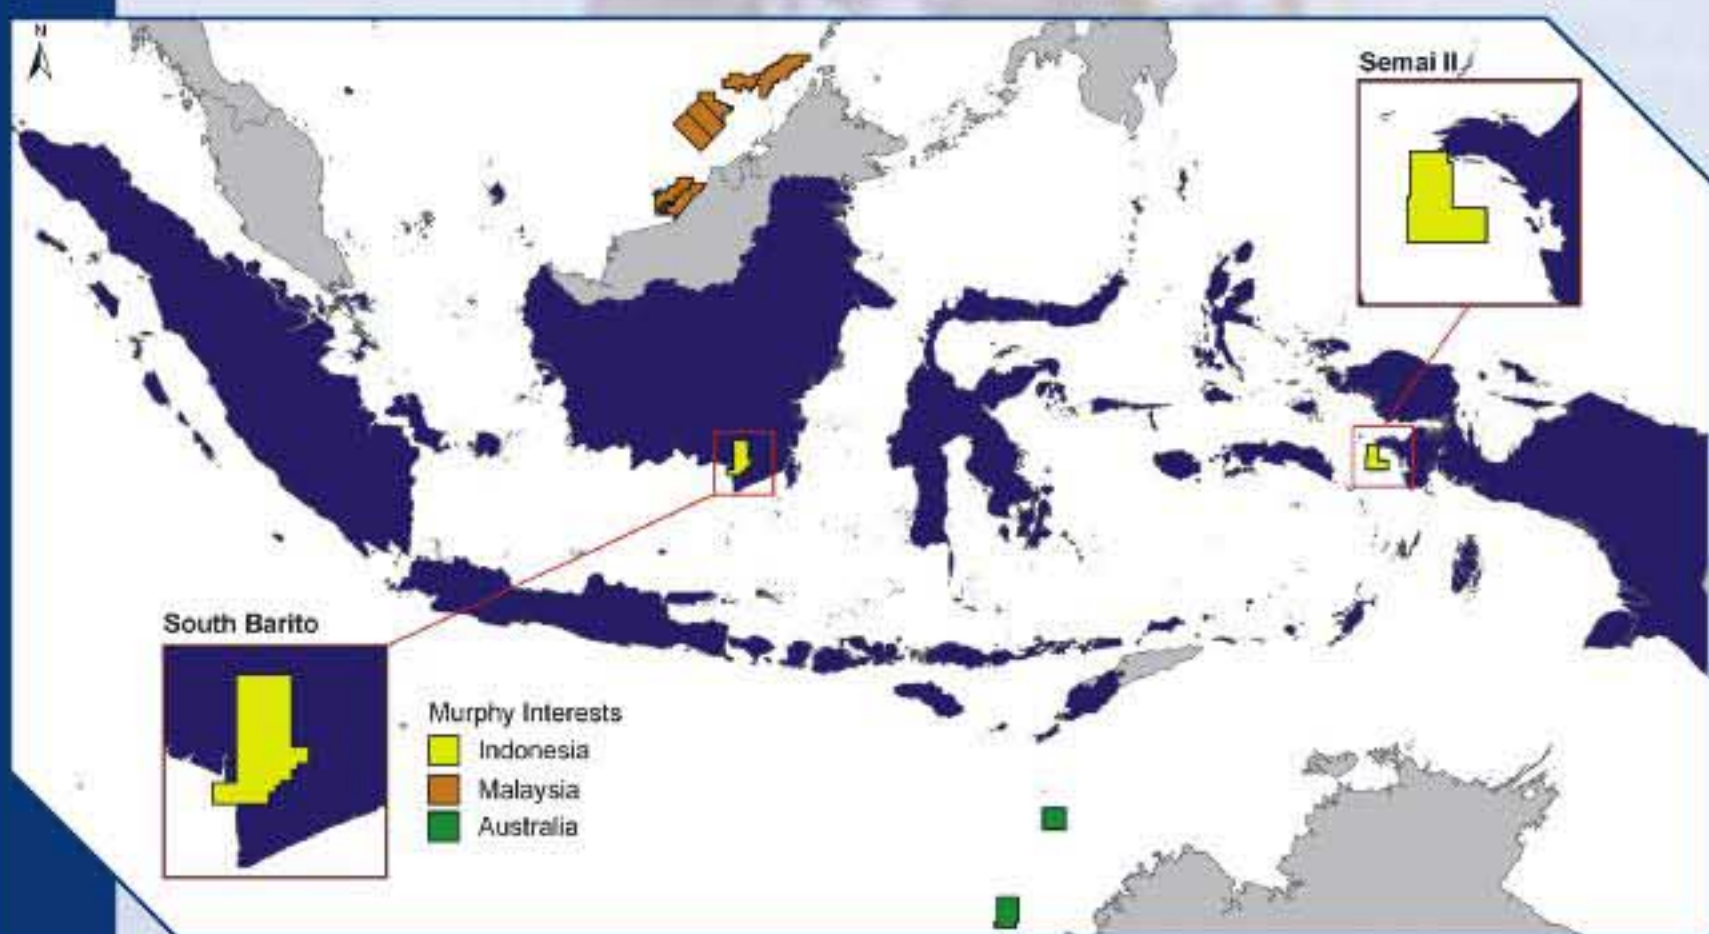 N
Semai II
South Barito
Murphy Interests
Indonesia
Malaysia
Australia